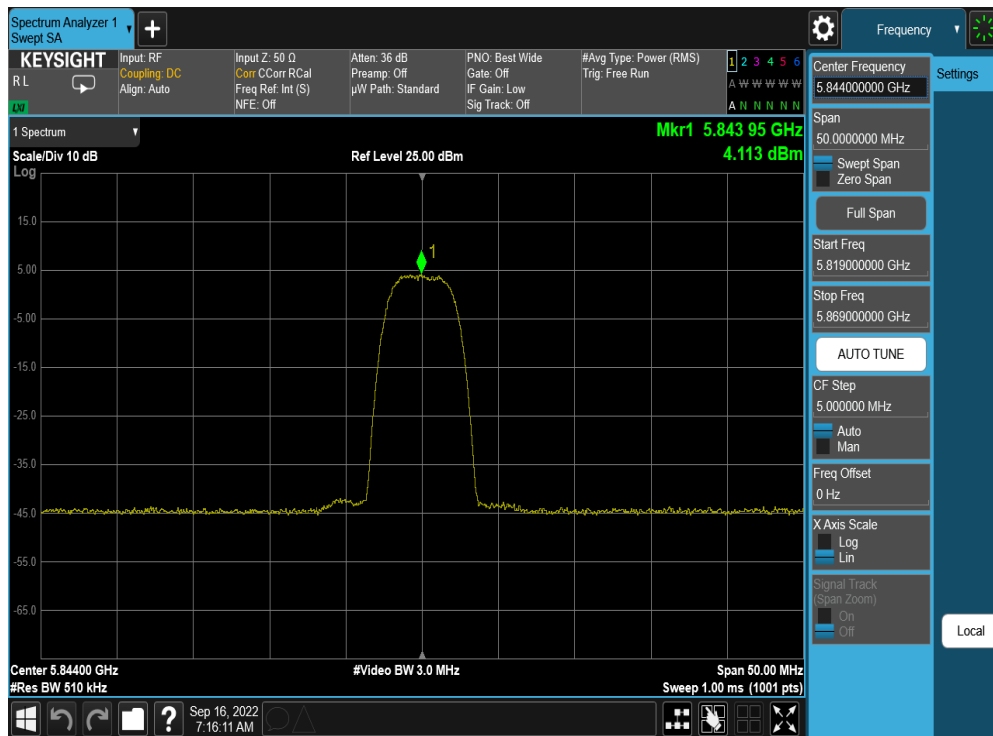 Spectrum Analyzer 1
Swept SA
Frequency
KEYSIGHT
R L
LXI
Input: RF
Coupling: DC
Align: Auto
Input Z: 50 Ω
Corr CCorr RCal
Freq Ref: Int (S)
NFE: Off
Atten: 36 dB
Preamp: Off
µW Path: Standard
PNO: Best Wide
Gate: Off
IF Gain: Low
Sig Track: Off
#Avg Type: Power (RMS)
Trig: Free Run
1 2 3 4 5 6
A W W W W W
A N N N N N
1 Spectrum
Mkr1 5.843 95 GHz
Scale/Div 10 dB
Ref Level 25.00 dBm
4.113 dBm
Log
15.0
5.00
-5.00
-15.0
-25.0
-35.0
-45.0
-55.0
-65.0
1
Center 5.84400 GHz
#Video BW 3.0 MHz
Span 50.00 MHz
#Res BW 510 kHz
Sweep 1.00 ms (1001 pts)
Center Frequency
5.844000000 GHz
Settings
Span
50.0000000 MHz
Swept Span
Zero Span
Full Span
Start Freq
5.819000000 GHz
Stop Freq
5.869000000 GHz
AUTO TUNE
CF Step
5.000000 MHz
Auto
Man
Freq Offset
0 Hz
X Axis Scale
Log
Lin
Signal Track
(Span Zoom)
On
Off
Local
?
Sep 16, 2022
7:16:11 AM